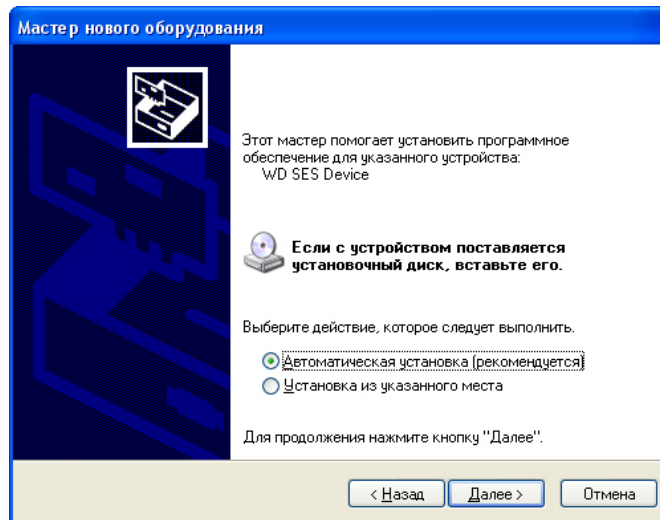 Мастер нового оборудования
Этот мастер помогает установить программное
обеспечение для указанного устройства:
WD SES Device
Если с устройством поставляется
установочный диск, вставьте его.
Выберите действие, которое следует выполнить.
Автоматическая установка (рекомендуется)
Установка из указанного места
Для продолжения нажмите кнопку "Далее".
< Назад
Далее >
Отмена